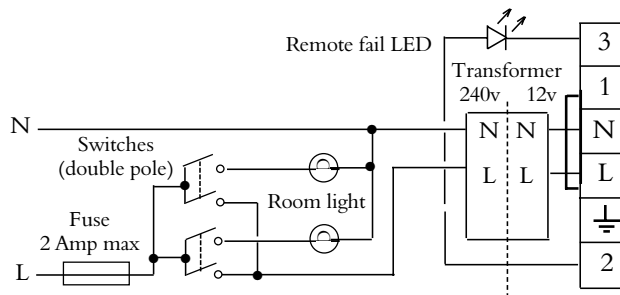 Remote fail LED
3
Transformer
240v 12v
1
N
N N
N
Switches
(double pole)
L L
L
Room light
Fuse
2 Amp max
L
2